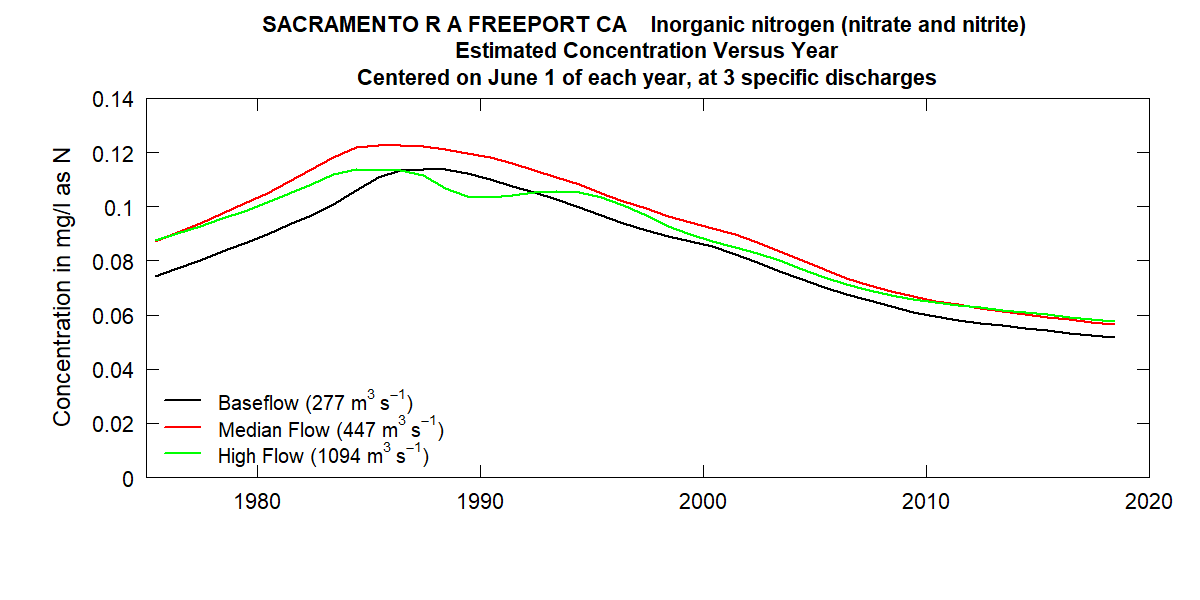 SACRAMENTO R A FREEPORT CA    Inorganic nitrogen (nitrate and nitrite)
Estimated Concentration Versus Year
Centered on June 1 of each year, at 3 specific discharges
Concentration in mg/l as N
0.14
0.12
0.1
0.08
0.06
0.04
0.02
0
Baseflow (277 m³ s⁻¹)
Median Flow (447 m³ s⁻¹)
High Flow (1094 m³ s⁻¹)
1980 1990 2000 2010 2020